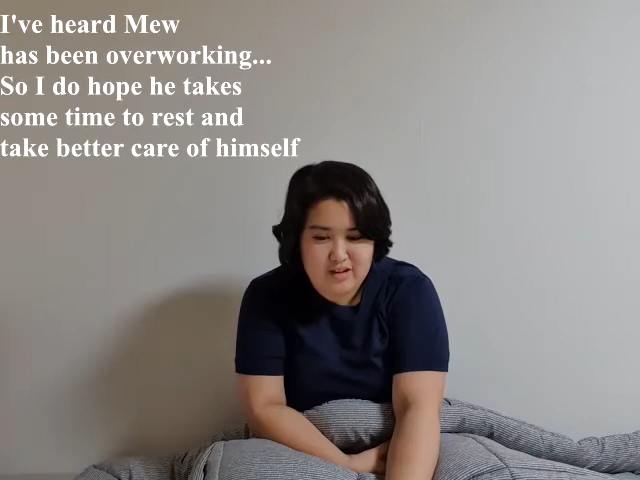 I've heard Mew
has been overworking...
So I do hope he takes
some time to rest and
take better care of himself